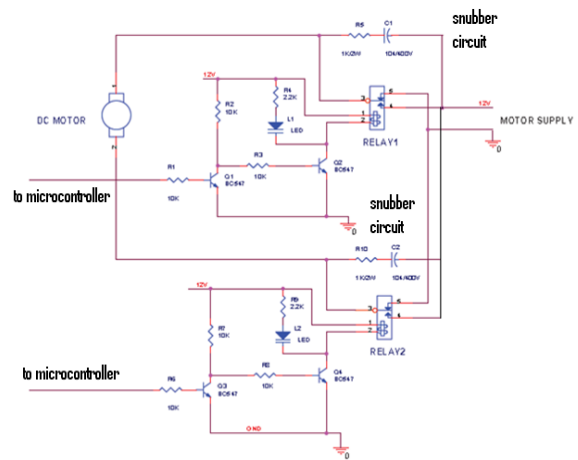 snubber
circuit
R5
C1
1K/2W
104/400V
12V
R4
2.2K
R2
10K
L1
LED
DC MOTOR
1
2
3
1
2
5
4
12V
MOTOR SUPPLY
RELAY1
0
R1
10K
R3
10K
Q1
BC547
Q2
BC547
to microcontroller
0
snubber
circuit
R10
C2
1K/2W
104/400V
12V
R9
2.2K
R7
10K
L2
LED
3
1
2
5
4
RELAY2
to microcontroller
R6
10K
R8
10K
Q3
BC547
Q4
BC547
GND
0